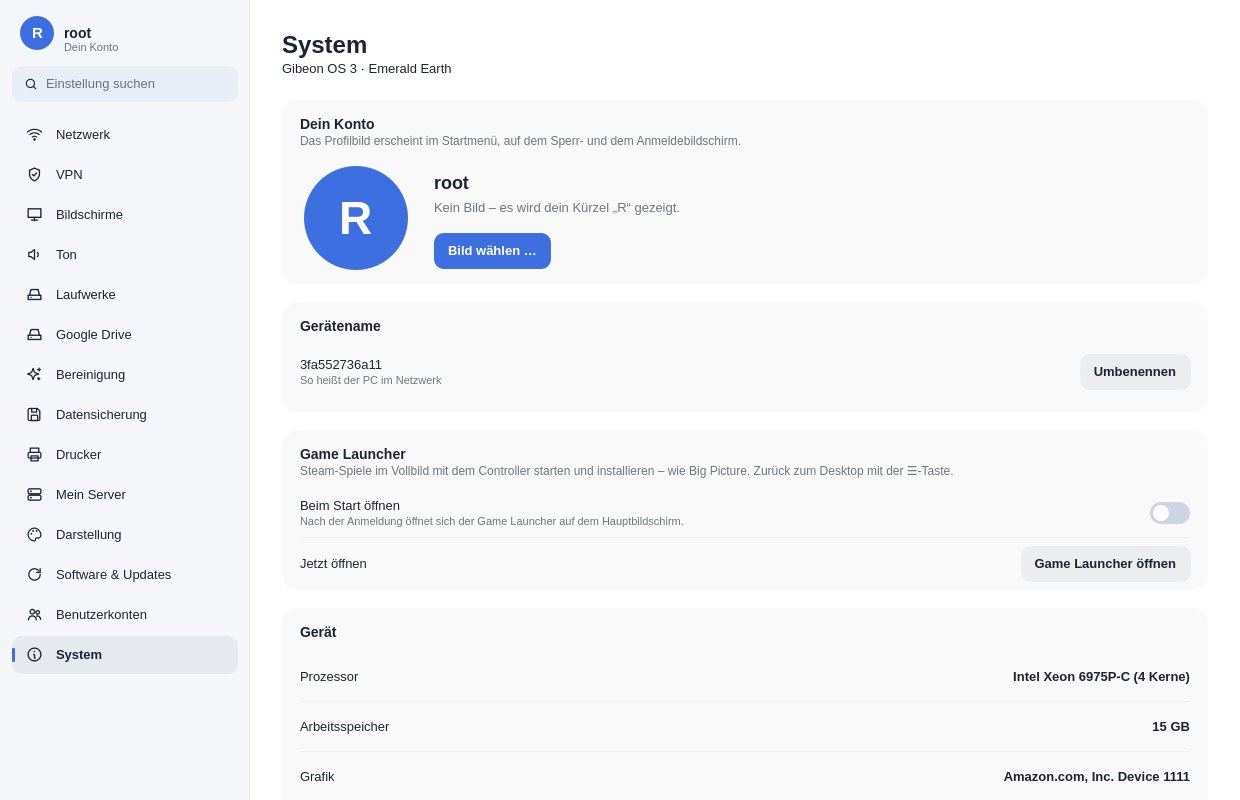 R
root
Dein Konto
Einstellung suchen
Netzwerk
VPN
Bildschirme
Ton
Laufwerke
Google Drive
Bereinigung
Datensicherung
Drucker
Mein Server
Darstellung
Software & Updates
Benutzerkonten
System
System
Gibeon OS 3 · Emerald Earth
Dein Konto
Das Profilbild erscheint im Startmenü, auf dem Sperr- und dem Anmeldebildschirm.
R
root
Kein Bild – es wird dein Kürzel „R“ gezeigt.
Bild wählen …
Gerätename
3fa552736a11
So heißt der PC im Netzwerk
Umbenennen
Game Launcher
Steam-Spiele im Vollbild mit dem Controller starten und installieren – wie Big Picture. Zurück zum Desktop mit der ☰-Taste.
Beim Start öffnen
Nach der Anmeldung öffnet sich der Game Launcher auf dem Hauptbildschirm.
Jetzt öffnen
Game Launcher öffnen
Gerät
Prozessor
Intel Xeon 6975P-C (4 Kerne)
Arbeitsspeicher
15 GB
Grafik
Amazon.com, Inc. Device 1111